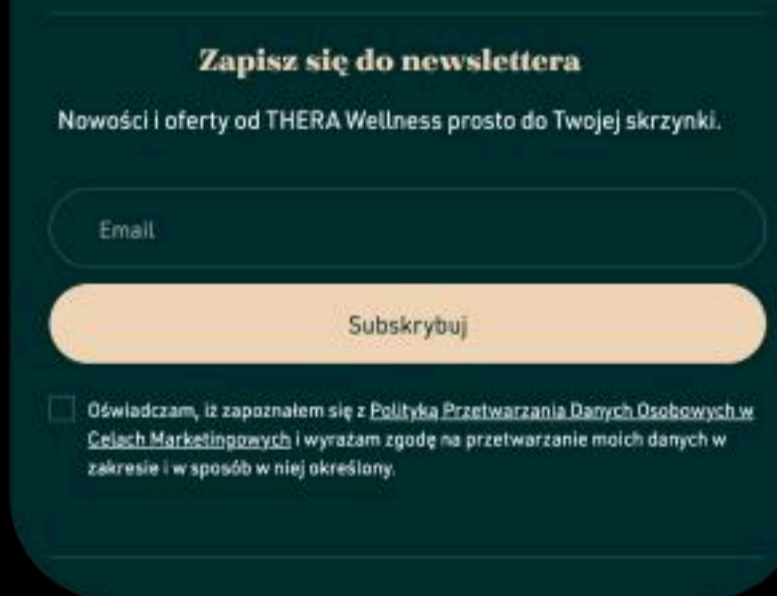 Zapisz się do newslettera
Nowości i oferty od THERA Wellness prosto do Twojej skrzynki.
Email
Subskrybuj
Oświadczam, iż zapoznałem się z Polityką Przetwarzania Danych Osobowych w
Celach Marketingowych i wyrażam zgodę na przetwarzanie moich danych w
zakresie i w sposób w niej określony.